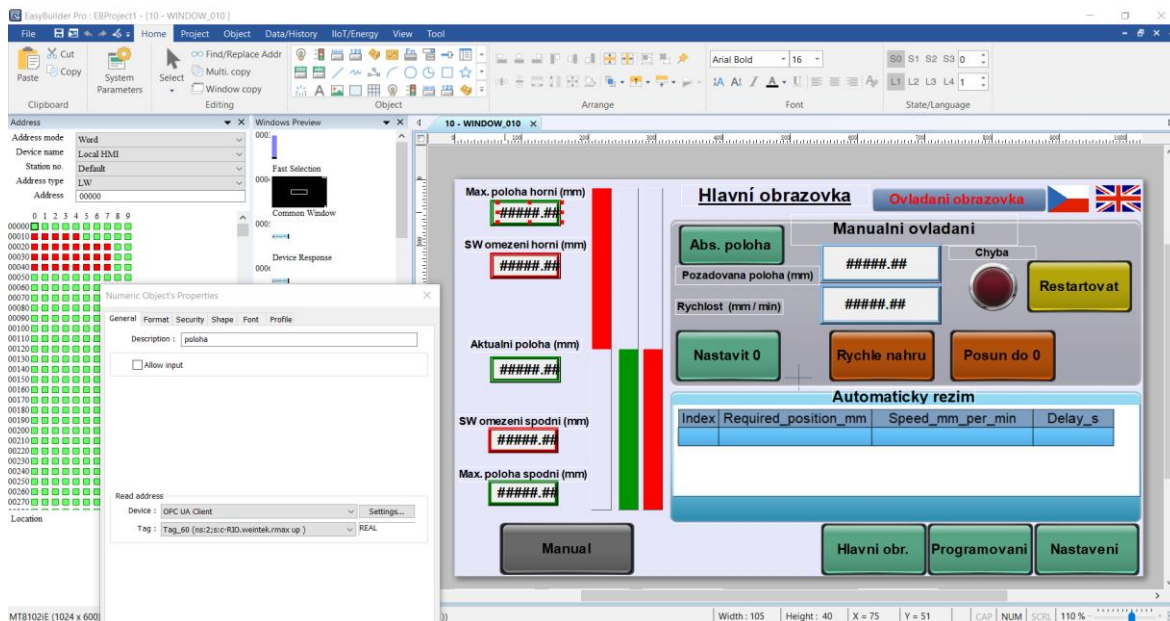 EasyBuilder Pro : EBProject1 - [10 - WINDOW_010 ]
File Home Project Object Data/History IIoT/Energy View Tool
Cut
Copy
Paste
System Parameters
Select
Find/Replace Addr
Multi. copy
Window copy
Arial Bold 16
S0 S1 S2 S3 0
L1 L2 L3 L4 1
Clipboard Editing Object Arrange Font State/Language
Address
Address mode Word
Device name Local HMI
Station no. Default
Address type LW
Address 00000
0 1 2 3 4 5 6 7 8 9
00000
00010
00020
00030
00040
00050
00060
00070
00080
00090
00100
00110
00120
00130
00140
00150
00160
00170
00180
00190
00200
00210
00220
00230
00240
00250
00260
00270
Location
Windows Preview
Fast Selection
Common Window
Device Response
10 - WINDOW_010
Numeric Object's Properties
General Format Security Shape Font Profile
Description : poloha
Allow input
Read address
Device : OPC UA Client Settings...
Tag : Tag_60 (ns:2;s:c-RIO.weintek.rmax up ) REAL
Max. poloha horni (mm)
#####.##
SW omezeni horni (mm)
#####.##
Aktualni poloha (mm)
#####.##
SW omezeni spodni (mm)
#####.##
Max. poloha spodni (mm)
#####.##
Manual
Hlavní obrazovka
Ovladani obrazovka
Manualni ovladani
Abs. poloha
Pozadovana poloha (mm)
#####.##
Rychlost (mm / min)
#####.##
Chyba
Restartovat
Nastavit 0
Rychle nahru
Posun do 0
Automaticky rezim
Index Required_position_mm Speed_mm_per_min Delay_s
Hlavni obr.
Programovani
Nastaveni
MT8102iE (1024 x 600)
Width : 105 Height : 40 X = 75 Y = 51 CAP NUM SCRL 110 %